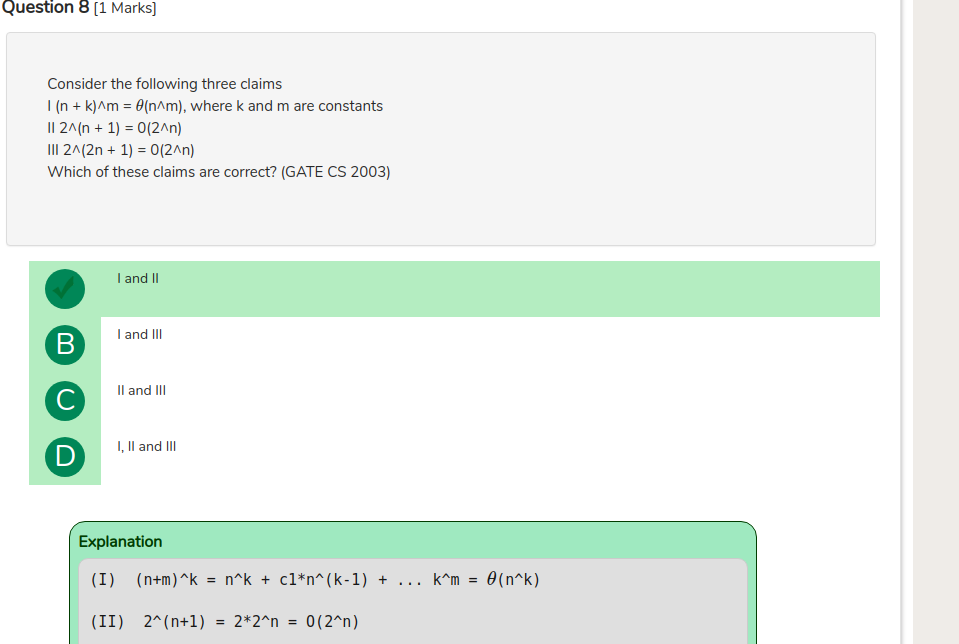 Question 8 [1 Marks]
Consider the following three claims
I (n + k)^m = θ(n^m), where k and m are constants
II 2^(n + 1) = 0(2^n)
III 2^(2n + 1) = 0(2^n)
Which of these claims are correct? (GATE CS 2003)
I and II
B I and III
C II and III
D I, II and III
Explanation
(I)  (n+m)^k = n^k + c1*n^(k-1) + ... k^m = θ(n^k)
(II)  2^(n+1) = 2*2^n = O(2^n)